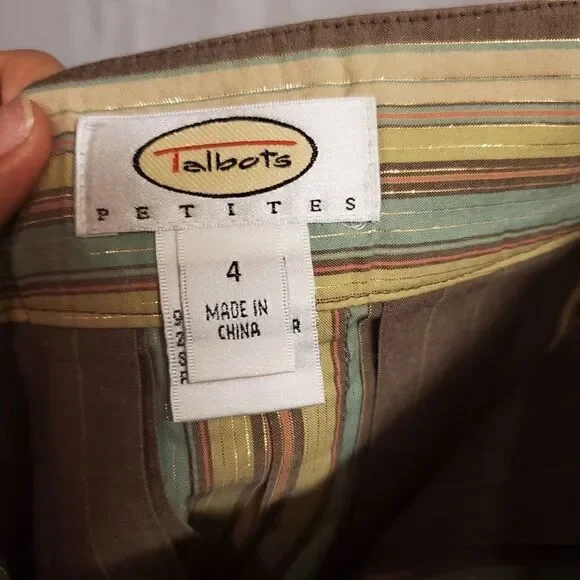 Talbots
PETITES
4
MADE IN
CHINA
R